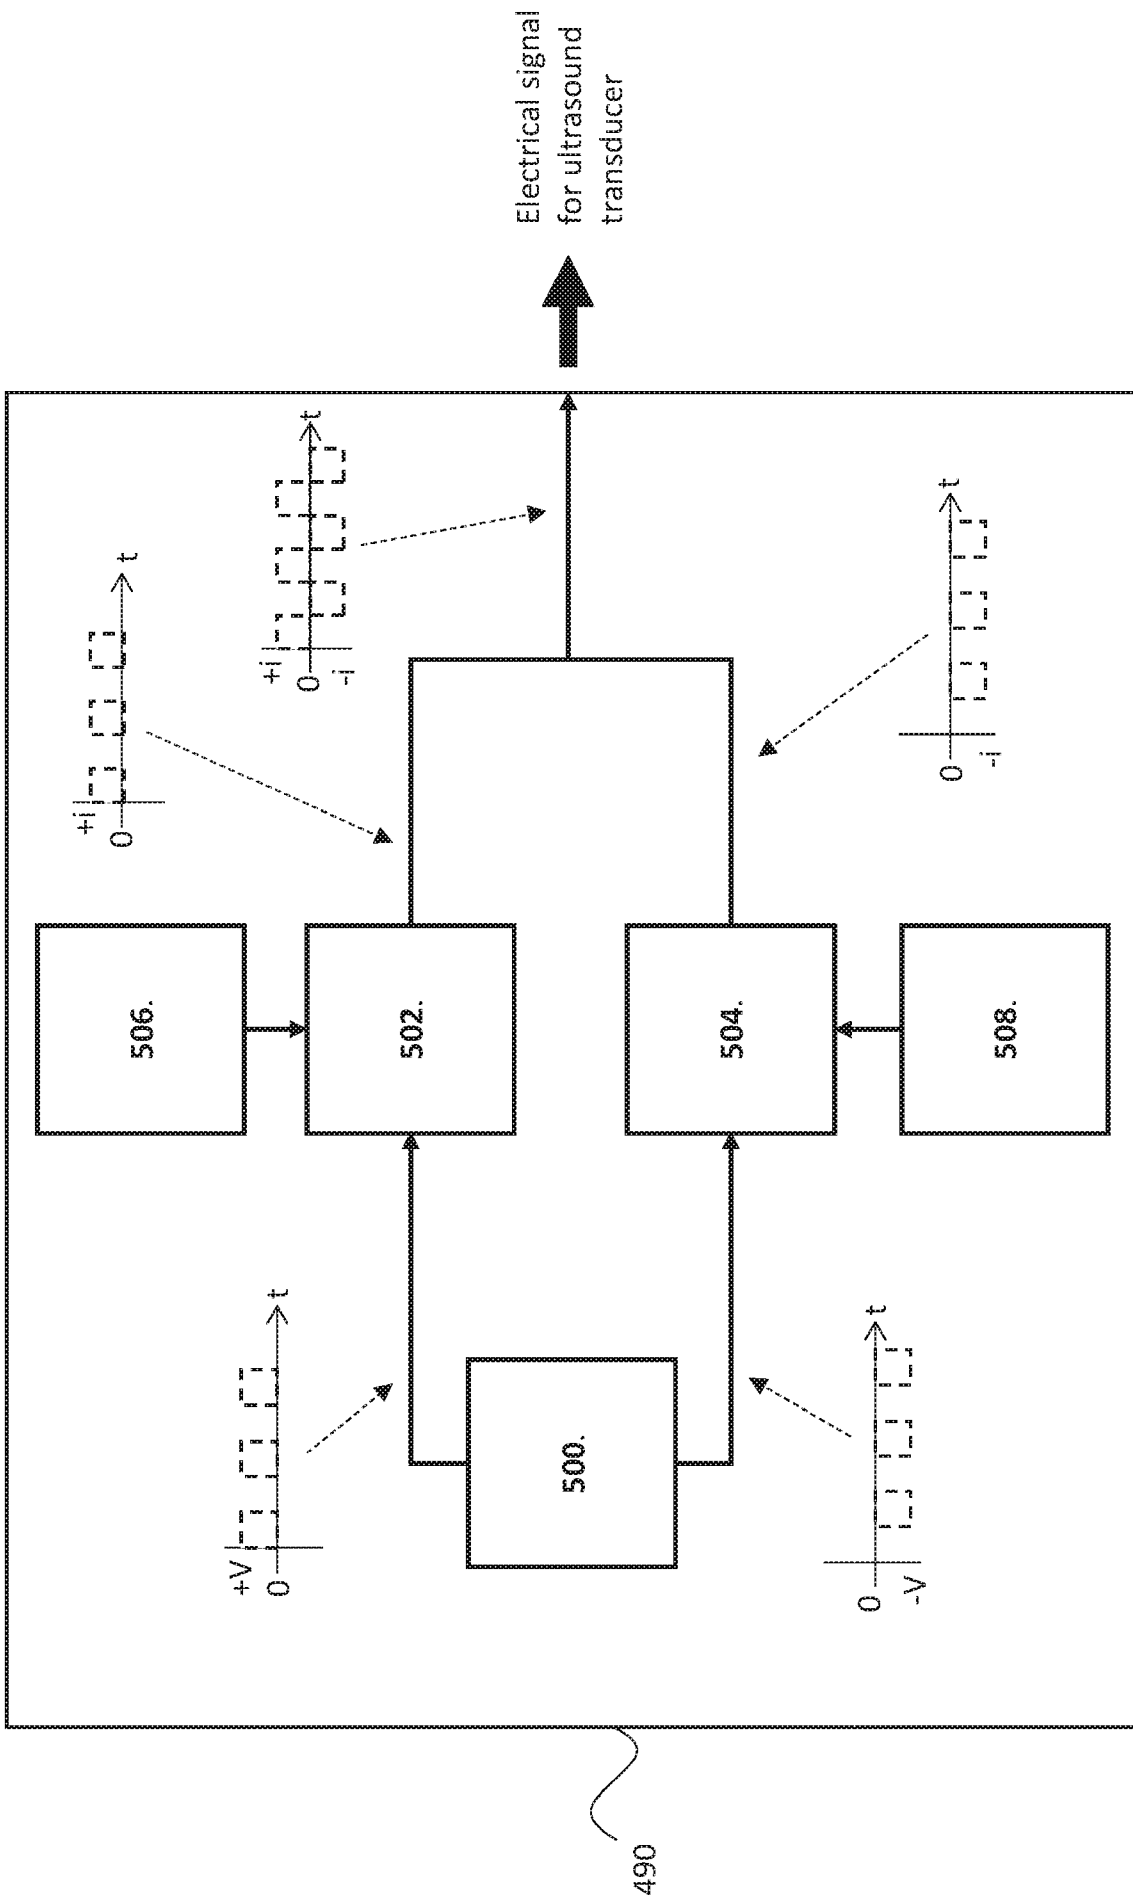 +i
0
t
+i
0
-i
t
506.
+V
0
t
502.
Electrical signal
for ultrasound
transducer
500.
504.
0
-V
t
508.
0
-i
t
490